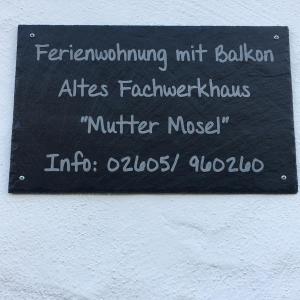 Ferienwohnung mit Balkon
Altes Fachwerkhaus
"Mutter Mosel"
Info: 02605/ 960260